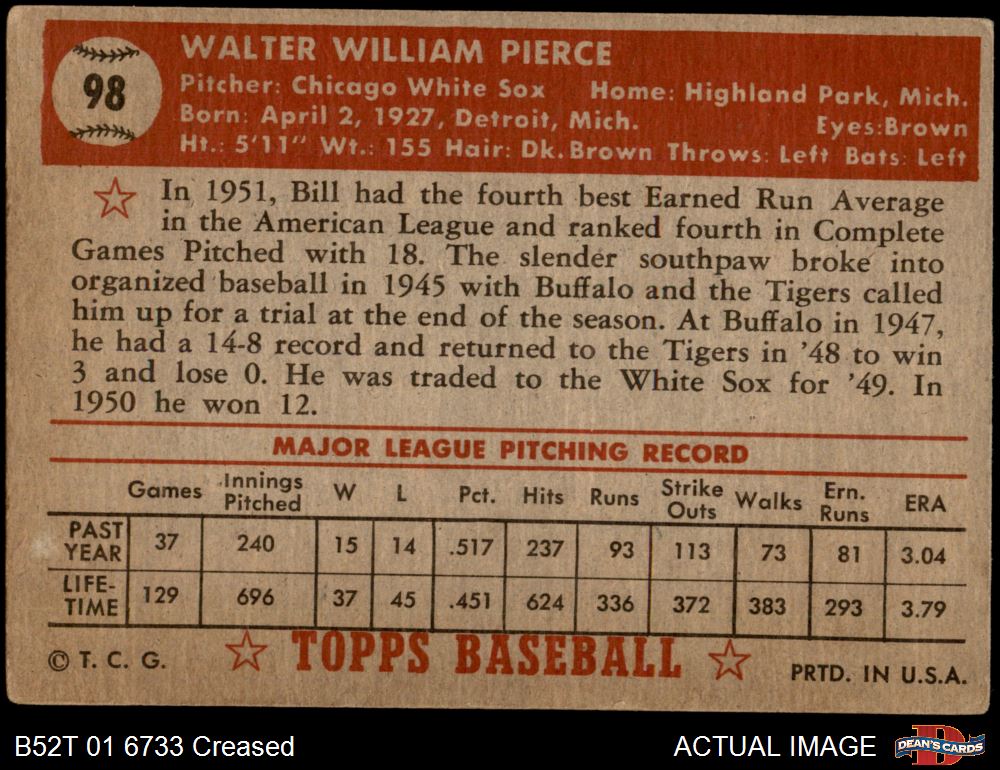 98
WALTER WILLIAM PIERCE
Pitcher: Chicago White Sox Home: Highland Park, Mich.
Born: April 2, 1927, Detroit, Mich. Eyes:Brown
Ht.: 5'11" Wt.: 155 Hair: Dk. Brown Throws: Left Bats: Left
In 1951, Bill had the fourth best Earned Run Average
in the American League and ranked fourth in Complete
Games Pitched with 18. The slender southpaw broke into
organized baseball in 1945 with Buffalo and the Tigers called
him up for a trial at the end of the season. At Buffalo in 1947,
he had a 14-8 record and returned to the Tigers in '48 to win
3 and lose 0. He was traded to the White Sox for '49. In
1950 he won 12.
MAJOR LEAGUE PITCHING RECORD
Games Innings Pitched W L Pct. Hits Runs Strike Outs Walks Ern. Runs ERA
PAST YEAR 37 240 15 14 .517 237 93 113 73 81 3.04
LIFE-TIME 129 696 37 45 .451 624 336 372 383 293 3.79
© T. C. G. TOPPS BASEBALL PRTD. IN U.S.A.
B52T 01 6733 Creased ACTUAL IMAGE DEAN'S CARDS